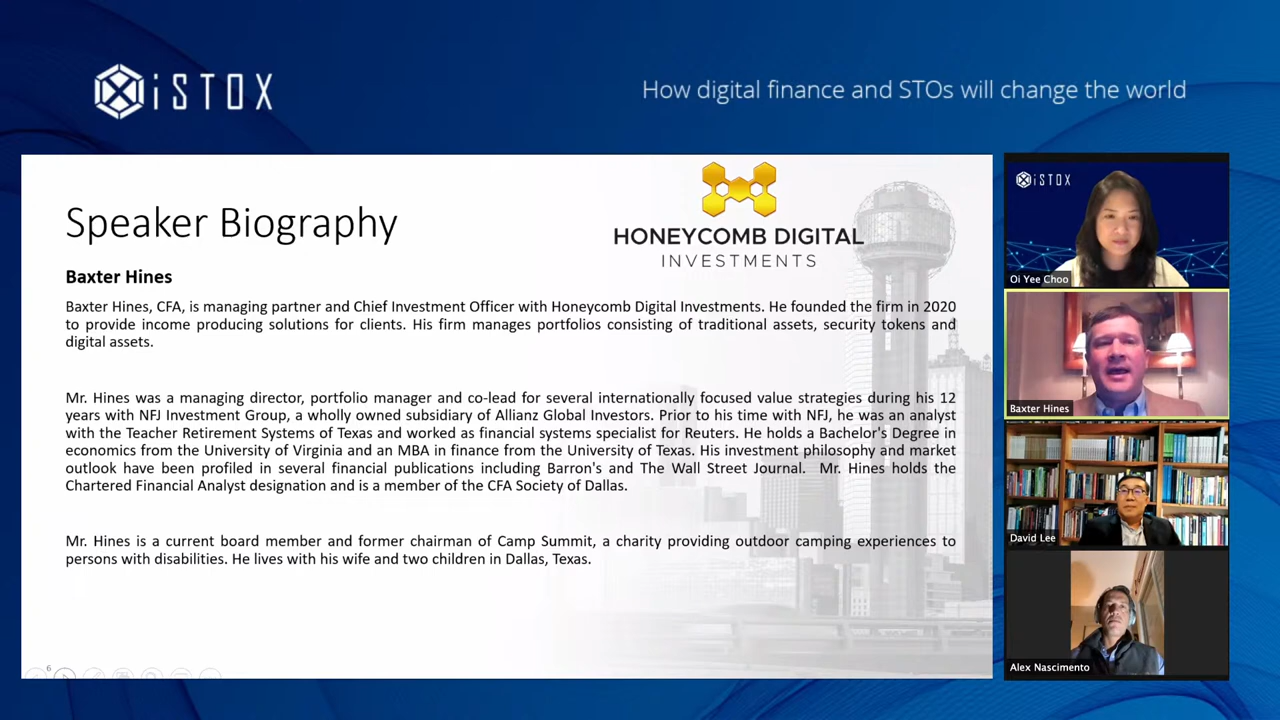 iSTOX
How digital finance and STOs will change the world
HONEYCOMB DIGITAL
INVESTMENTS
Speaker Biography
Baxter Hines
Baxter Hines, CFA, is managing partner and Chief Investment Officer with Honeycomb Digital Investments. He founded the firm in 2020
to provide income producing solutions for clients. His firm manages portfolios consisting of traditional assets, security tokens and
digital assets.
Mr. Hines was a managing director, portfolio manager and co-lead for several internationally focused value strategies during his 12
years with NFJ Investment Group, a wholly owned subsidiary of Allianz Global Investors. Prior to his time with NFJ, he was an analyst
with the Teacher Retirement Systems of Texas and worked as financial systems specialist for Reuters. He holds a Bachelor's Degree in
economics from the University of Virginia and an MBA in finance from the University of Texas. His investment philosophy and market
outlook have been profiled in several financial publications including Barron's and The Wall Street Journal. Mr. Hines holds the
Chartered Financial Analyst designation and is a member of the CFA Society of Dallas.
Mr. Hines is a current board member and former chairman of Camp Summit, a charity providing outdoor camping experiences to
persons with disabilities. He lives with his wife and two children in Dallas, Texas.
6
iSTOX
Oi Yee Choo
Baxter Hines
David Lee
Alex Nascimento